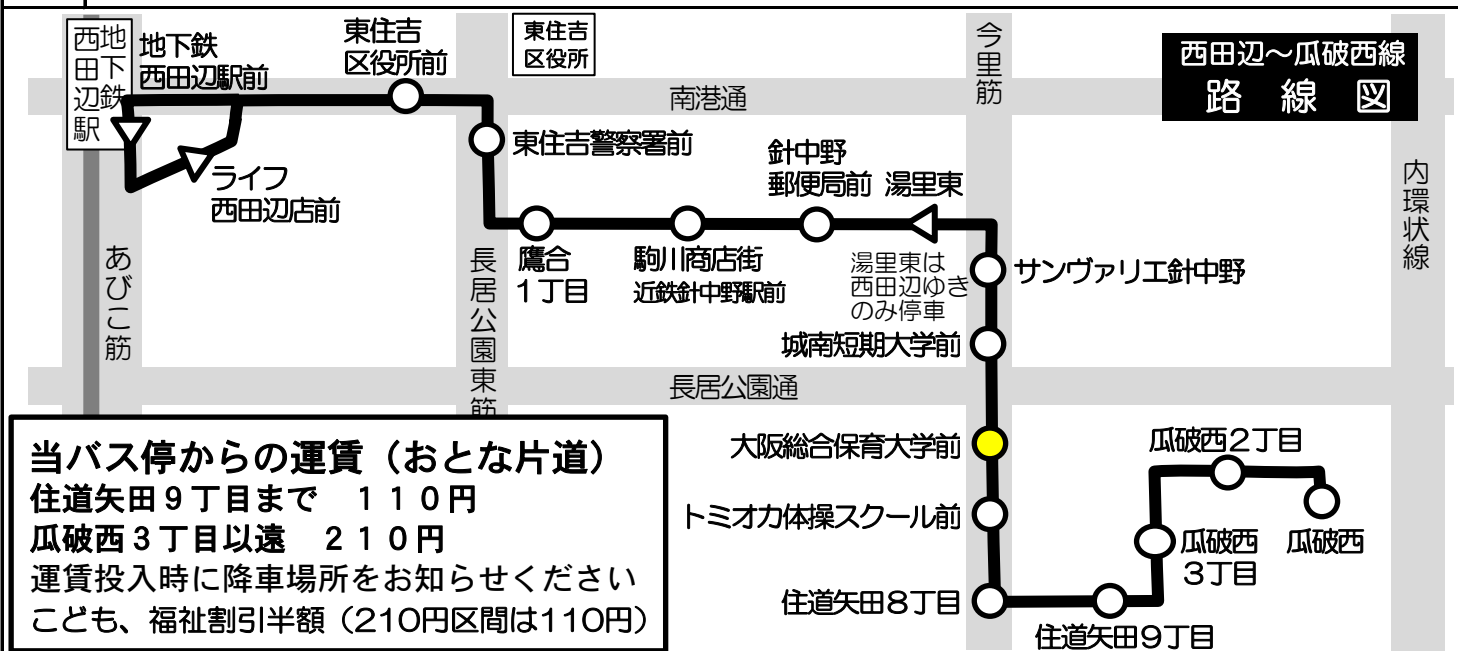 西田辺～瓜破西線
路線図
地下鉄
西田辺駅
地下鉄
西田辺駅前
東住吉
区役所前
東住吉
区役所
今里筋
南港通
内環状線
東住吉警察署前
ライフ
西田辺店前
針中野
郵便局前
湯里東
あびこ筋
長居公園東筋
鷹合
1丁目
駒川商店街
近鉄針中野駅前
湯里東は
西田辺ゆき
のみ停車
サンヴァリエ針中野
城南短期大学前
長居公園通
大阪総合保育大学前
トミオカ体操スクール前
住道矢田8丁目
住道矢田9丁目
瓜破西
3丁目
瓜破西2丁目
瓜破西
当バス停からの運賃（おとな片道）
住道矢田９丁目まで　１１０円
瓜破西３丁目以遠　２１０円
運賃投入時に降車場所をお知らせください
こども、福祉割引半額（210円区間は110円）